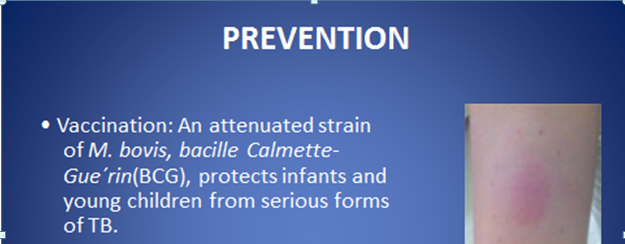 PREVENTION
• Vaccination: An attenuated strain
of M. bovis, bacille Calmette-
Gue´rin(BCG), protects infants and
young children from serious forms
of TB.